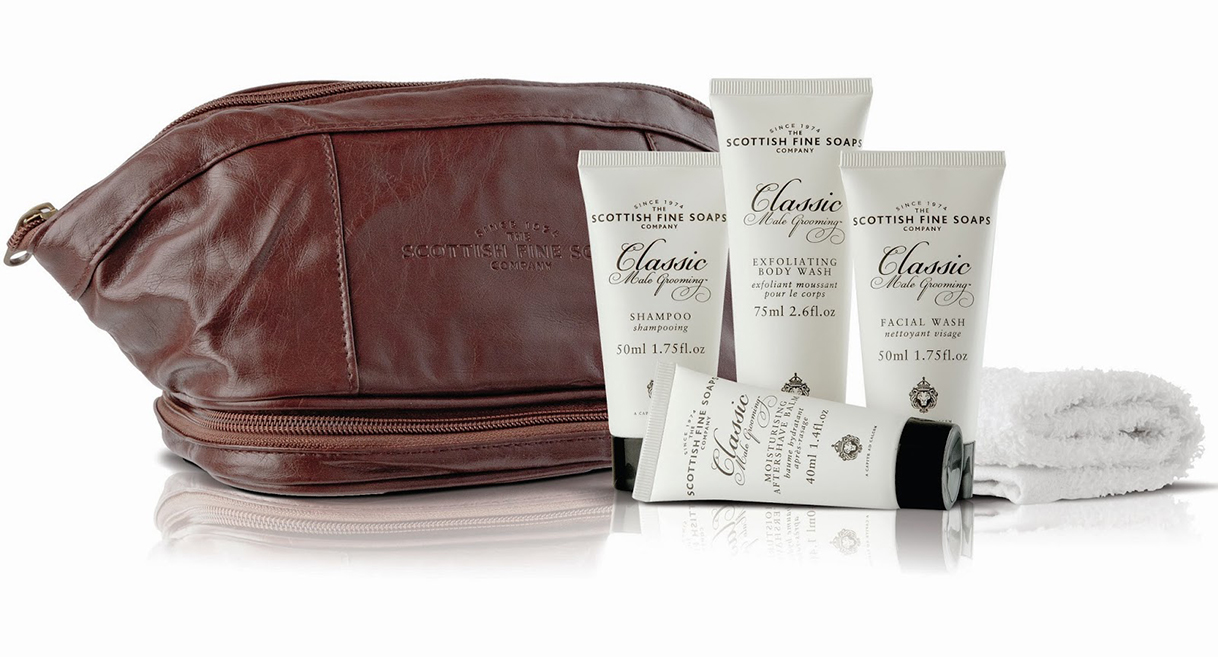 SINCE 1974
THE
SCOTTISH FINE SO
COMPANY
SINCE 1974
THE
SCOTTISH FINE SOAPS
COMPANY
Classic
Male Grooming
SHAMPOO
shampooing
50ml 1.75fl.oz
SINCE 1974
THE
SCOTTISH FINE SOAPS
COMPANY
Classic
Male Grooming
EXFOLIATING
BODY WASH
exfoliant moussant
pour le corps
75ml 2.6fl.oz
SINCE 1974
THE
SCOTTISH FINE SOAPS
COMPANY
Classic
Male Grooming
FACIAL WASH
nettoyant visage
50ml 1.75fl.oz
SINCE 1974
THE
SCOTTISH FINE SOAPS
COMPANY
Classic
Male Grooming
MOISTURISING
AFTERSHAVE BALM
baume hydratant
après-rasage
40ml 1.4fl.oz